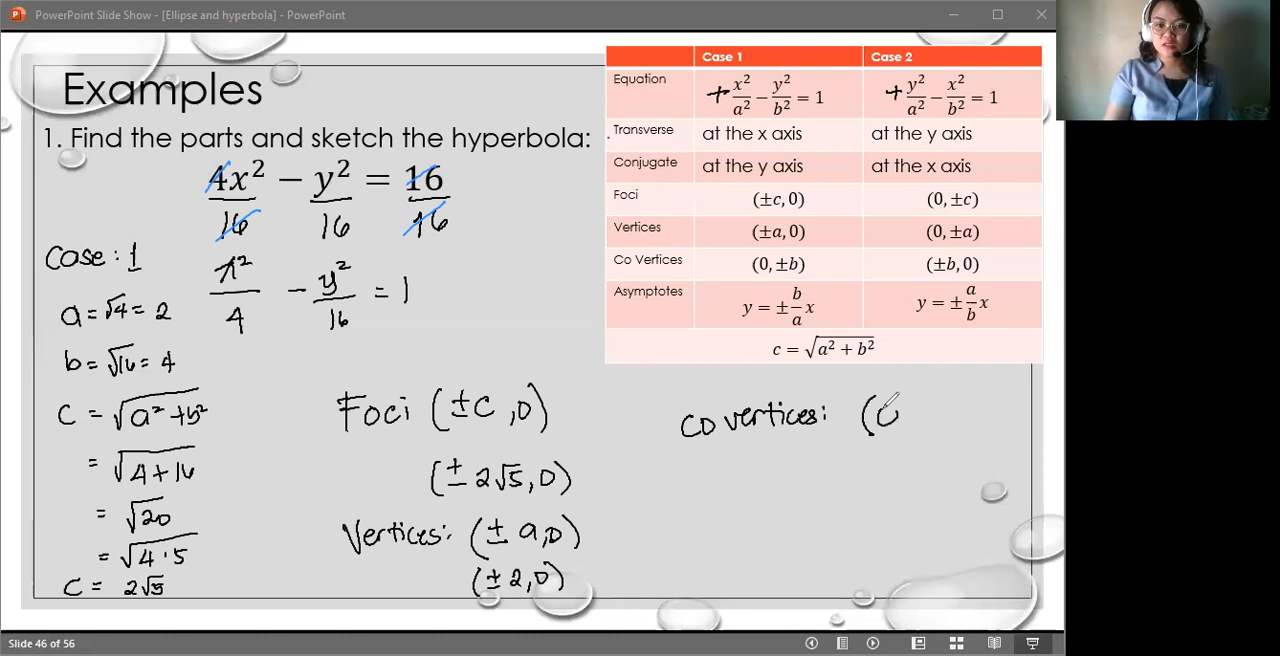 PowerPoint Slide Show - [Ellipse and hyperbola] - PowerPoint
Examples
1. Find the parts and sketch the hyperbola:
4x² − y² = 16
16 16 16
Case: 1
x²/4 − y²/16 = 1
a = √4 = 2
b = √16 = 4
c = √a² + b²
= √4 + 16
= √20
= √4 · 5
c = 2√5
Foci (±c, 0)
(± 2√5, 0)
Vertices: (± a, 0)
(± 2, 0)
co vertices: (0
Case 1 Case 2
Equation + x²/a² − y²/b² = 1 + y²/a² − x²/b² = 1
Transverse at the x axis at the y axis
Conjugate at the y axis at the x axis
Foci (±c, 0) (0, ±c)
Vertices (±a, 0) (0, ±a)
Co Vertices (0, ±b) (±b, 0)
Asymptotes y = ± b/a x y = ± a/b x
c = √a² + b²
Slide 46 of 56